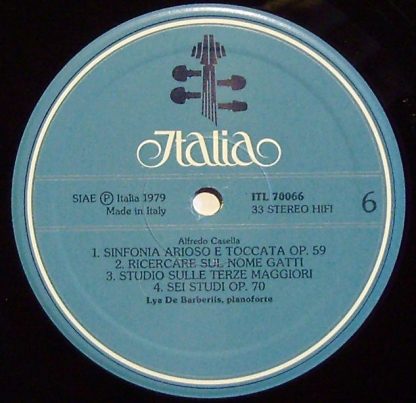 Italia
SIAE Ⓟ Italia 1979
Made in Italy
ITL 70066
33 STEREO HIFI
6
Alfredo Casella
1. SINFONIA ARIOSO E TOCCATA OP. 59
2. RICERCARE SUL NOME GATTI
3. STUDIO SULLE TERZE MAGGIORI
4. SEI STUDI OP. 70
Lya De Barberiis, pianoforte